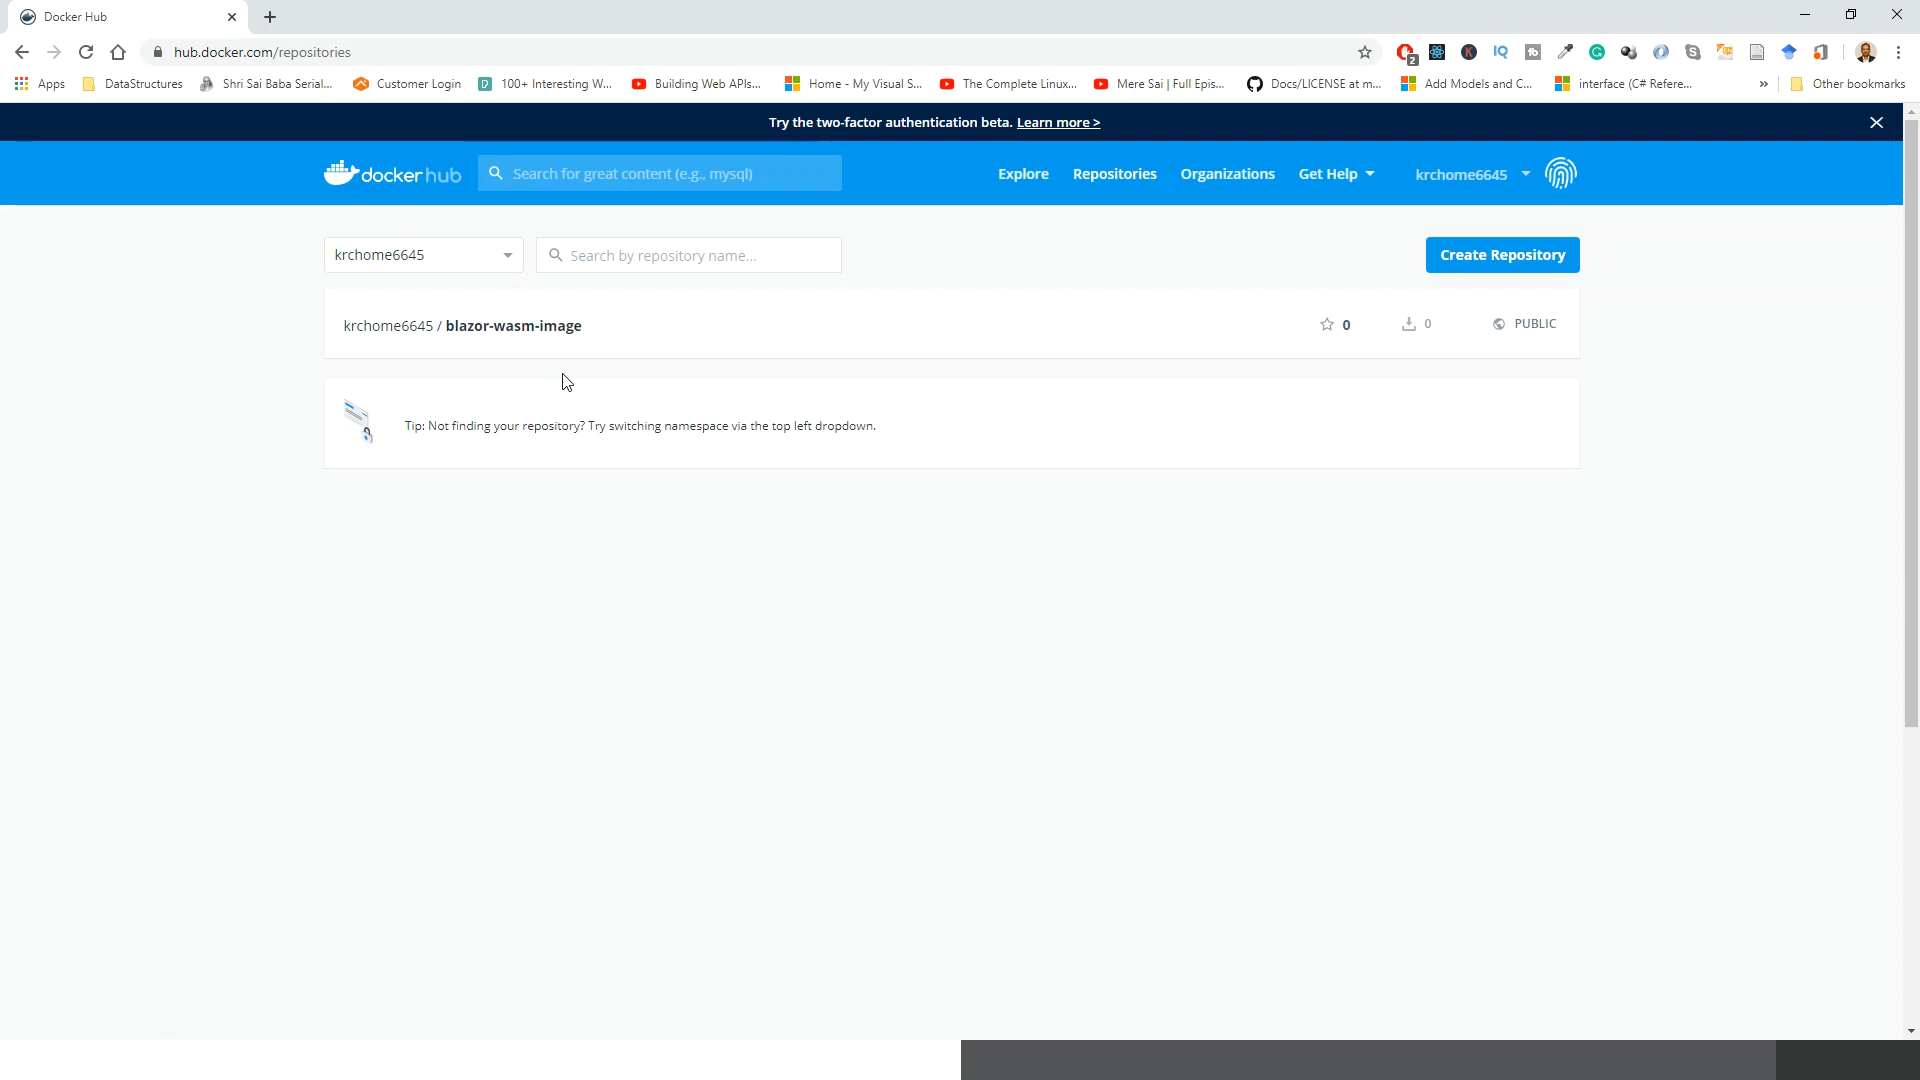 Docker Hub
hub.docker.com/repositories
2
Apps
DataStructures
Shri Sai Baba Serial...
Customer Login
100+ Interesting W...
Building Web APIs...
Home - My Visual S...
The Complete Linux...
Mere Sai | Full Epis...
Docs/LICENSE at m...
Add Models and C...
interface (C# Refere...
»
Other bookmarks
Try the two-factor authentication beta. Learn more >
docker hub
Search for great content (e.g., mysql)
Explore
Repositories
Organizations
Get Help
krchome6645
krchome6645
Search by repository name...
Create Repository
krchome6645 / blazor-wasm-image
0
0
PUBLIC
Tip: Not finding your repository? Try switching namespace via the top left dropdown.